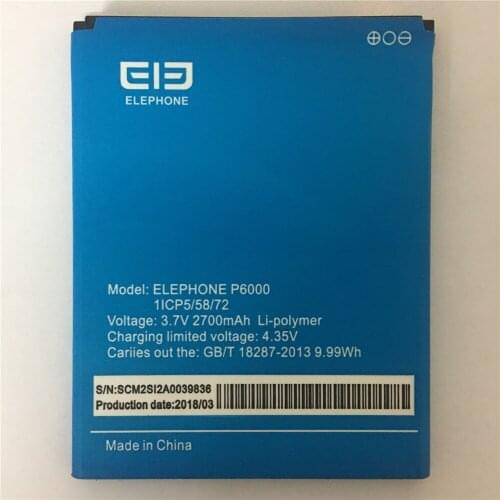 ELEPHONE
Model: ELEPHONE P6000
1ICP5/58/72
Voltage: 3.7V 2700mAh Li-polymer
Charging limited voltage: 4.35V
Cariies out the: GB/T 18287-2013 9.99Wh
S/N:SCM2SI2A0039836
Production date:2018/03
Made in China